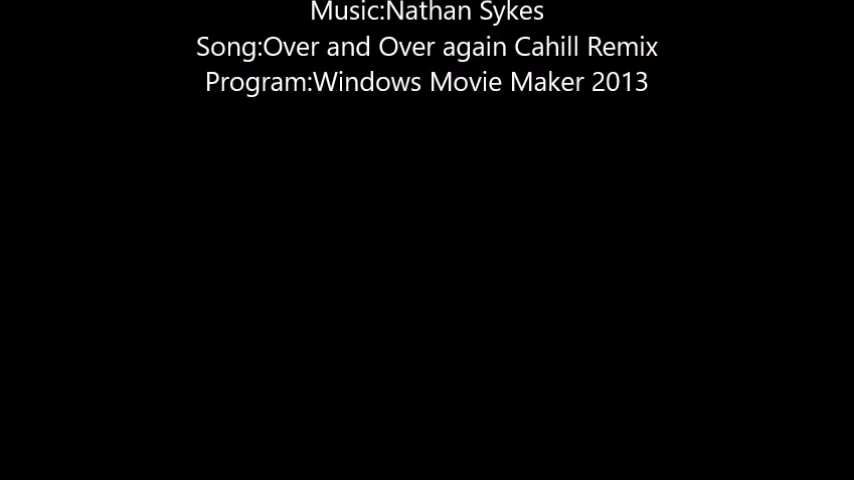 Music:Nathan Sykes
Song:Over and Over again Cahill Remix
Program:Windows Movie Maker 2013